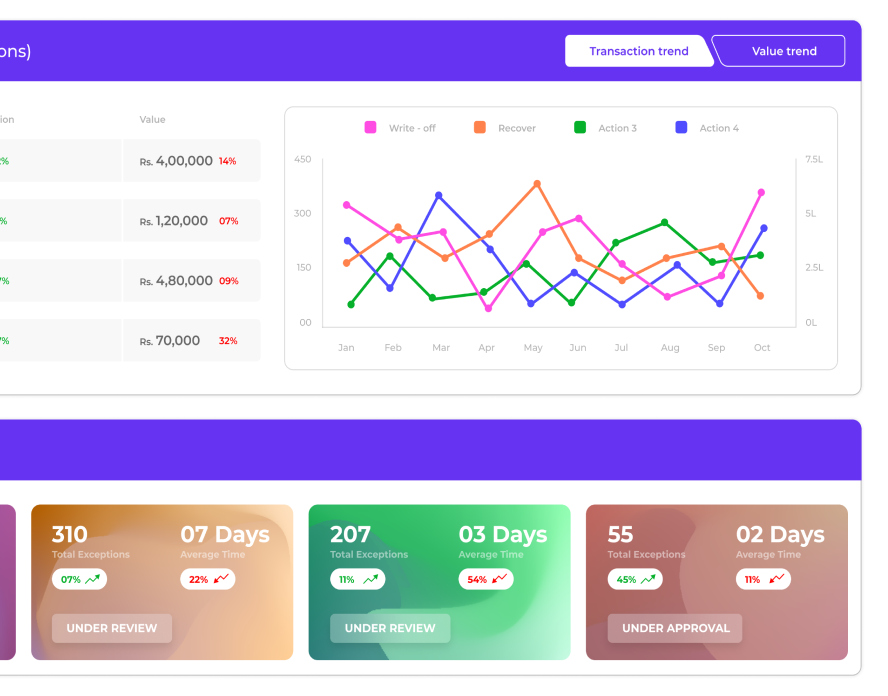 ons)
Transaction trend
Value trend
ion
Value
Write - off
Recover
Action 3
Action 4
%
Rs. 4,00,000 14%
%
Rs. 1,20,000 07%
%
Rs. 4,80,000 09%
%
Rs. 70,000 32%
450
300
150
00
7.5L
5L
2.5L
0L
Jan Feb Mar Apr May Jun Jul Aug Sep Oct
310 07 Days
Total Exceptions Average Time
07% 22%
UNDER REVIEW
207 03 Days
Total Exceptions Average Time
11% 54%
UNDER REVIEW
55 02 Days
Total Exceptions Average Time
45% 11%
UNDER APPROVAL